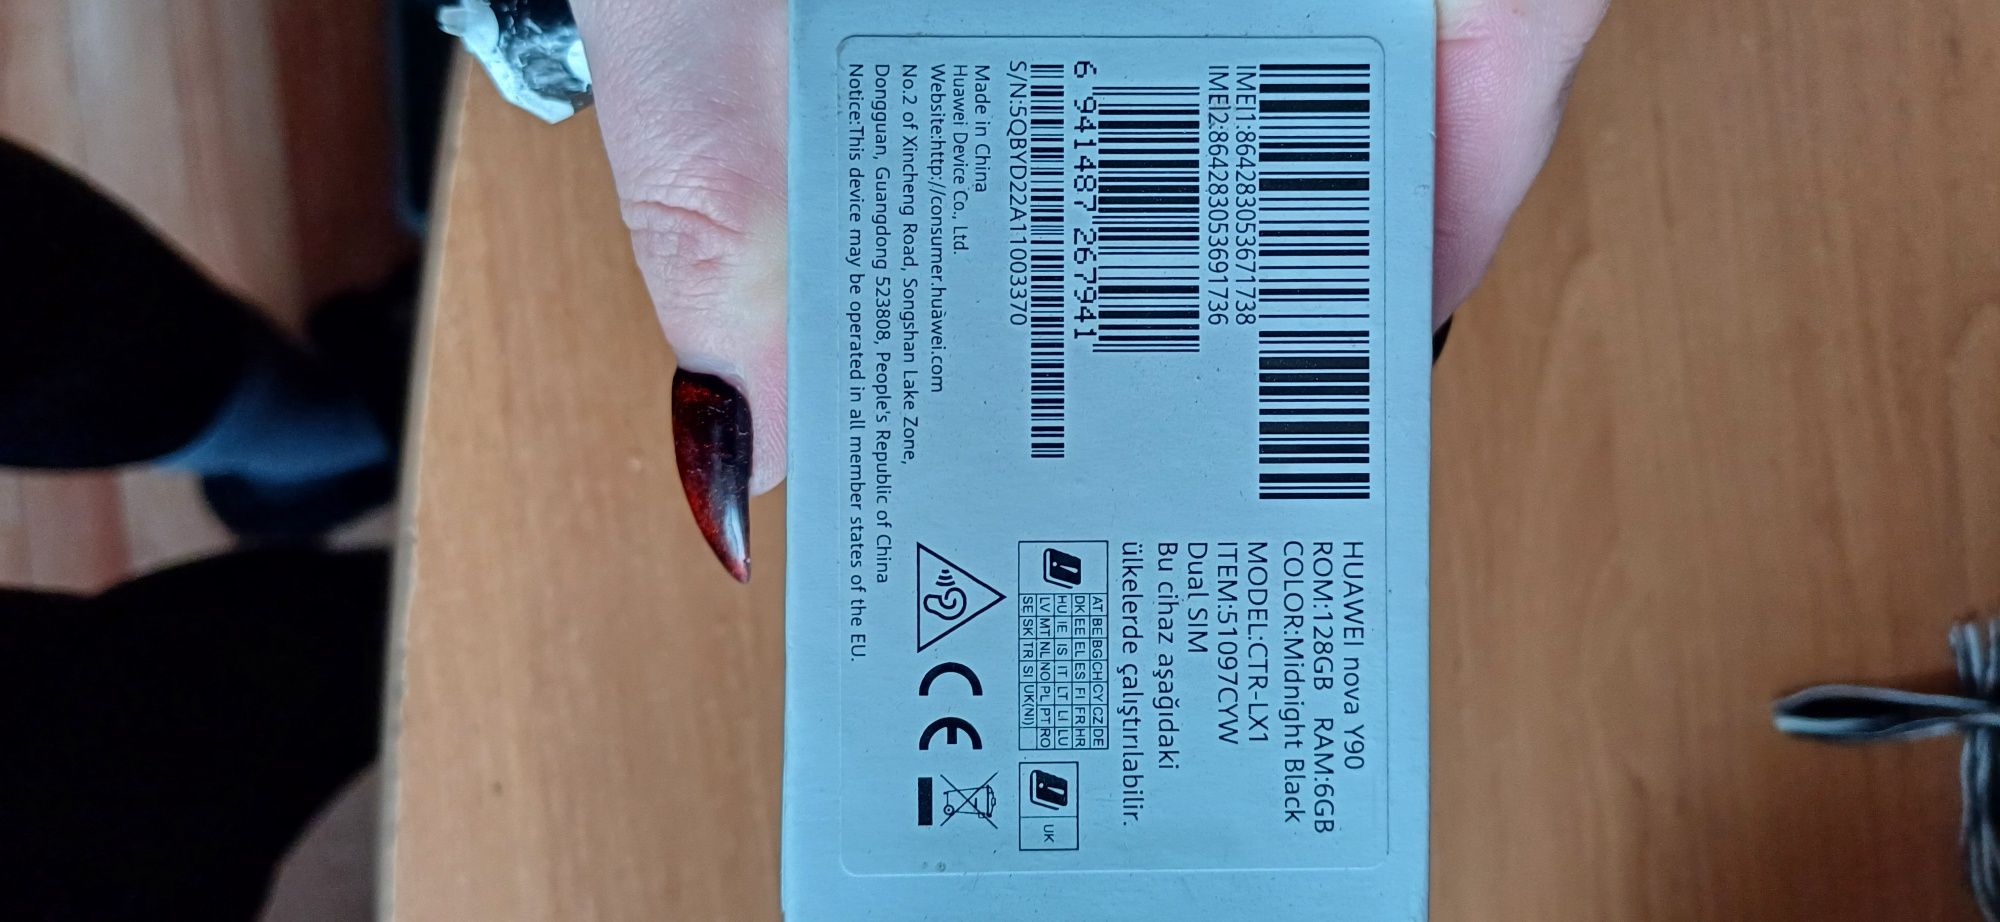 HUAWEI nova Y90
ROM:128GB RAM:6GB
COLOR:Midnight Black
MODEL:CTR-LX1
ITEM:51097CYW
Dual SIM
Bu cihaz aşağıdaki
ülkelerde çalıştırılabilir.
IMEI1:864283053671738
IMEI2:864283053691736
6 941487 267941
S/N:5QBYD22A11003370
AT BE BG CH CY CZ DE
DK EE EL ES FI FR HR
HU IE IS IT LT LI LU
LV MT NL NO PL PT RO
SE SK TR SI UK(NI)
UK
Made in China
Huawei Device Co., Ltd.
Website:http://consumer.huawei.com
No.2 of Xincheng Road, Songshan Lake Zone,
Dongguan, Guangdong 523808, People's Republic of China
Notice:This device may be operated in all member states of the EU.
CE